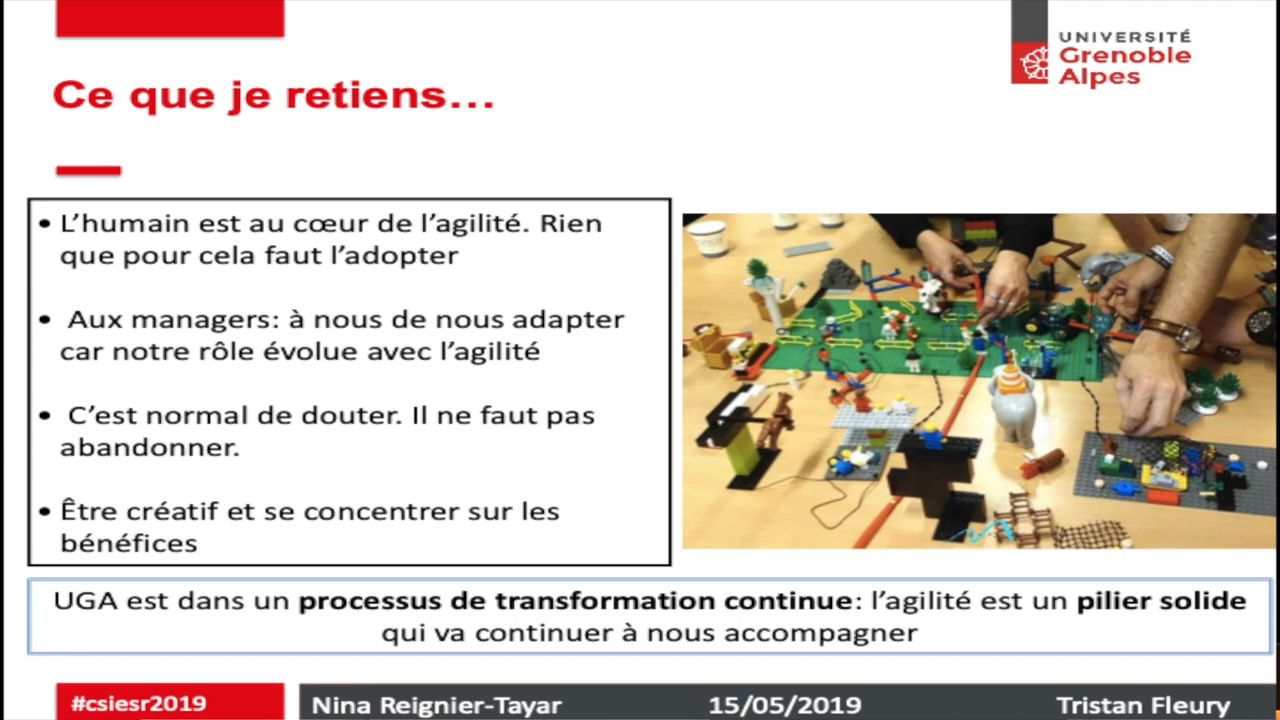 UNIVERSITÉ
Grenoble
Alpes
Ce que je retiens...
• L'humain est au cœur de l'agilité. Rien
que pour cela faut l'adopter
• Aux managers: à nous de nous adapter
car notre rôle évolue avec l'agilité
• C'est normal de douter. Il ne faut pas
abandonner.
• Être créatif et se concentrer sur les
bénéfices
UGA est dans un processus de transformation continue: l'agilité est un pilier solide
qui va continuer à nous accompagner
#csiesr2019
Nina Reignier-Tayar 15/05/2019 Tristan Fleury